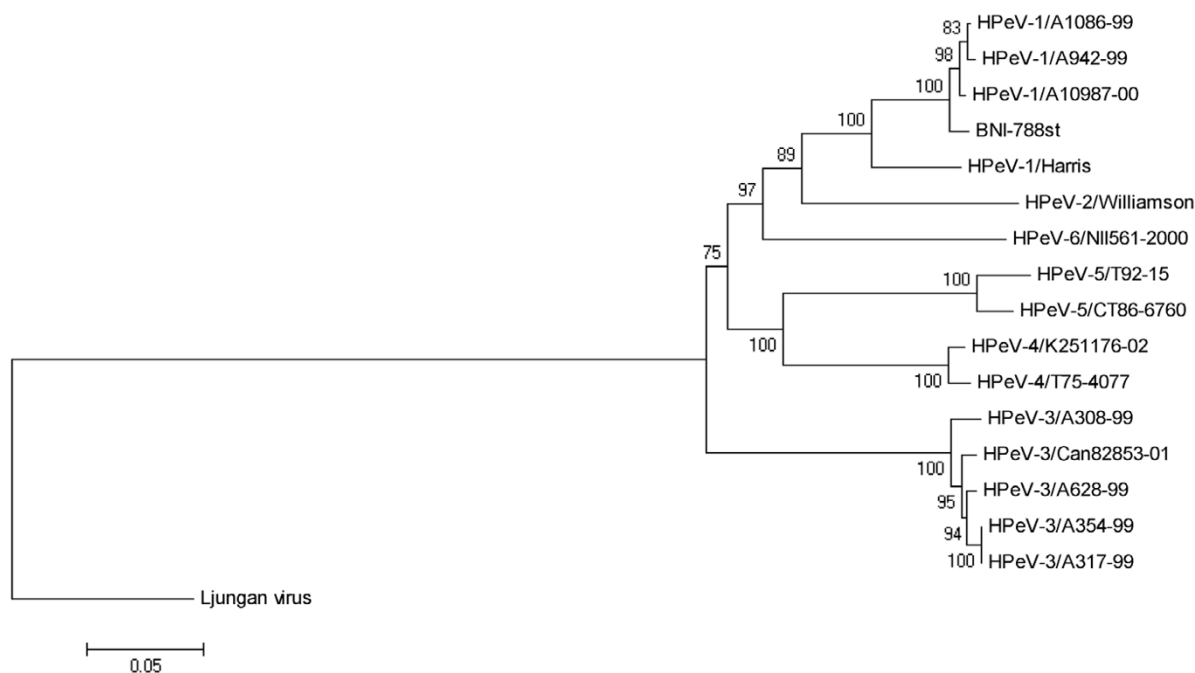 HPeV-1/A1086-99
83
HPeV-1/A942-99
98
HPeV-1/A10987-00
100
BNI-788st
100
HPeV-1/Harris
89
HPeV-2/Williamson
97
HPeV-6/NII561-2000
75
HPeV-5/T92-15
100
HPeV-5/CT86-6760
100
HPeV-4/K251176-02
HPeV-4/T75-4077
100
HPeV-3/A308-99
HPeV-3/Can82853-01
100
HPeV-3/A628-99
95
HPeV-3/A354-99
94
HPeV-3/A317-99
100
Ljungan virus
0.05